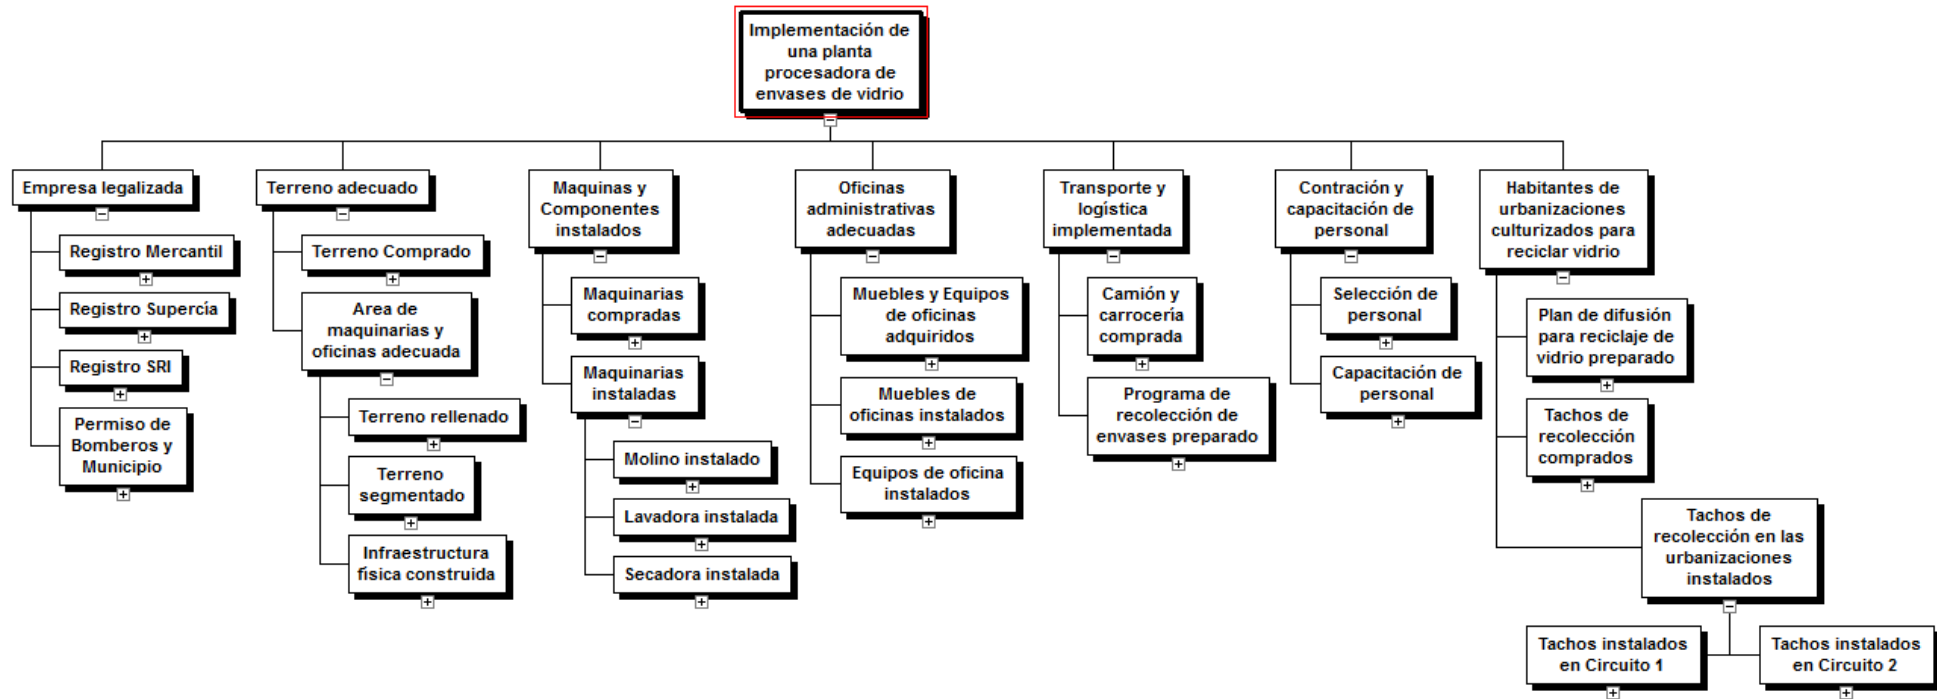 Implementación de
una planta
procesadora de
envases de vidrio
Empresa legalizada
Registro Mercantil
Registro Supercía
Registro SRI
Permiso de
Bomberos y
Municipio
Terreno adecuado
Terreno Comprado
Area de
maquinarias y
oficinas adecuada
Terreno rellenado
Terreno
segmentado
Infraestructura
física construida
Maquinas y
Componentes
instalados
Maquinarias
compradas
Maquinarias
instaladas
Molino instalado
Lavadora instalada
Secadora instalada
Oficinas
administrativas
adecuadas
Muebles y Equipos
de oficinas
adquiridos
Muebles de
oficinas instalados
Equipos de oficina
instalados
Transporte y
logística
implementada
Camión y
carrocería
comprada
Programa de
recolección de
envases preparado
Contración y
capacitación de
personal
Selección de
personal
Capacitación de
personal
Habitantes de
urbanizaciones
culturizados para
reciclar vidrio
Plan de difusión
para reciclaje de
vidrio preparado
Tachos de
recolección
comprados
Tachos de
recolección en las
urbanizaciones
instalados
Tachos instalados
en Circuito 1
Tachos instalados
en Circuito 2